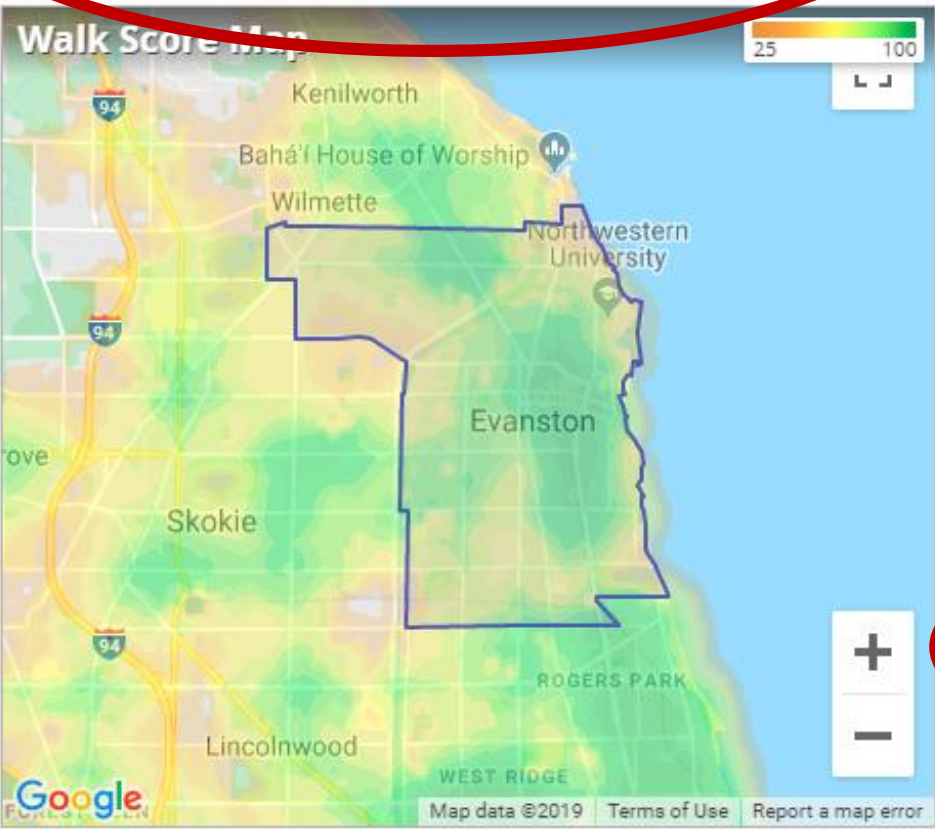 Walk Score Map
25 100
94
Kenilworth
Bahá'í House of Worship
Wilmette
Northwestern
University
94
Evanston
ove
Skokie
94
ROGERS PARK
+
−
Lincolnwood
WEST RIDGE
Google
Map data ©2019 Terms of Use Report a map error